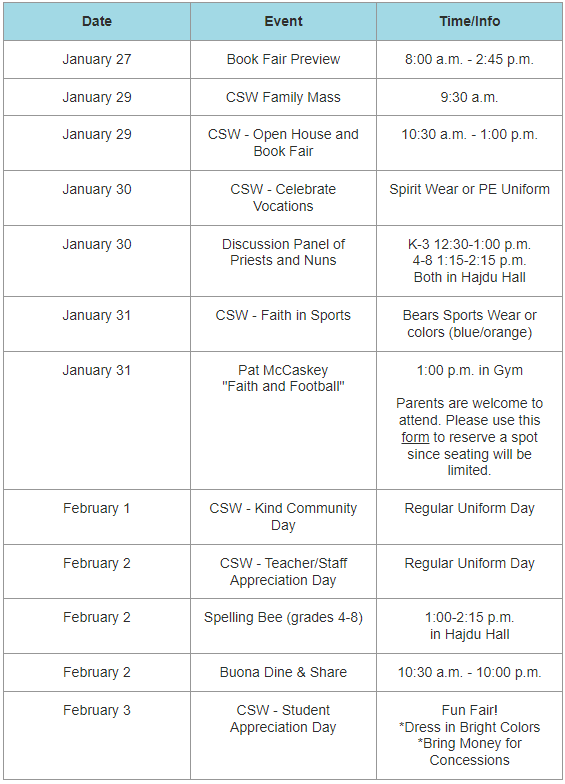 Date Event Time/Info
January 27 Book Fair Preview 8:00 a.m. - 2:45 p.m.
January 29 CSW Family Mass 9:30 a.m.
January 29 CSW - Open House and 10:30 a.m. - 1:00 p.m.
Book Fair
January 30 CSW - Celebrate Spirit Wear or PE Uniform
Vocations
January 30 Discussion Panel of K-3 12:30-1:00 p.m.
Priests and Nuns 4-8 1:15-2:15 p.m.
Both in Hajdu Hall
January 31 CSW - Faith in Sports Bears Sports Wear or
colors (blue/orange)
January 31 Pat McCaskey 1:00 p.m. in Gym
"Faith and Football"
Parents are welcome to
attend. Please use this
form to reserve a spot
since seating will be
limited.
February 1 CSW - Kind Community Regular Uniform Day
Day
February 2 CSW - Teacher/Staff Regular Uniform Day
Appreciation Day
February 2 Spelling Bee (grades 4-8) 1:00-2:15 p.m.
in Hajdu Hall
February 2 Buona Dine & Share 10:30 a.m. - 10:00 p.m.
February 3 CSW - Student Fun Fair!
Appreciation Day *Dress in Bright Colors
*Bring Money for
Concessions